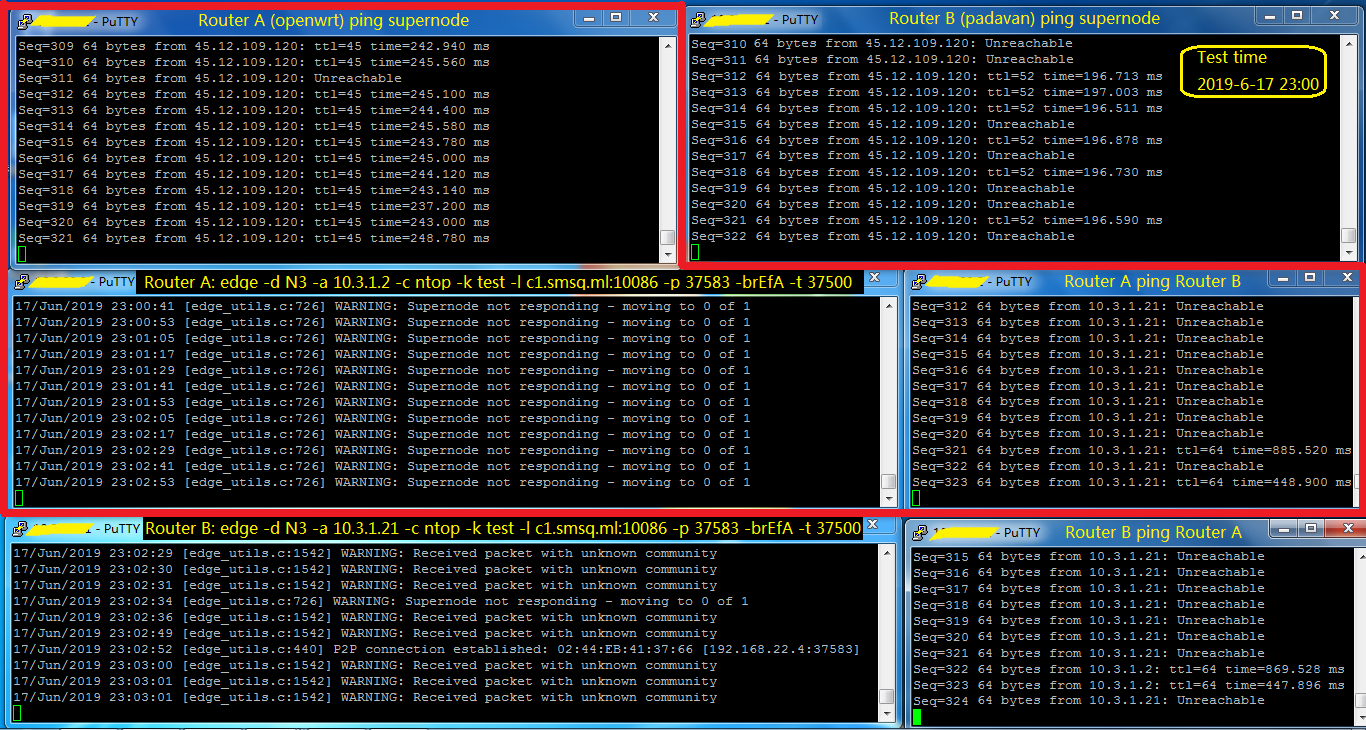 - PuTTY
Router A (openwrt) ping supernode
Seq=309 64 bytes from 45.12.109.120: ttl=45 time=242.940 ms
Seq=310 64 bytes from 45.12.109.120: ttl=45 time=245.560 ms
Seq=311 64 bytes from 45.12.109.120: Unreachable
Seq=312 64 bytes from 45.12.109.120: ttl=45 time=245.100 ms
Seq=313 64 bytes from 45.12.109.120: ttl=45 time=244.400 ms
Seq=314 64 bytes from 45.12.109.120: ttl=45 time=245.580 ms
Seq=315 64 bytes from 45.12.109.120: ttl=45 time=243.780 ms
Seq=316 64 bytes from 45.12.109.120: ttl=45 time=245.000 ms
Seq=317 64 bytes from 45.12.109.120: ttl=45 time=244.120 ms
Seq=318 64 bytes from 45.12.109.120: ttl=45 time=243.140 ms
Seq=319 64 bytes from 45.12.109.120: ttl=45 time=237.200 ms
Seq=320 64 bytes from 45.12.109.120: ttl=45 time=243.000 ms
Seq=321 64 bytes from 45.12.109.120: ttl=45 time=248.780 ms
- PuTTY
Router B (padavan) ping supernode
Test time
2019-6-17 23:00
Seq=310 64 bytes from 45.12.109.120: Unreachable
Seq=311 64 bytes from 45.12.109.120: Unreachable
Seq=312 64 bytes from 45.12.109.120: ttl=52 time=196.713 ms
Seq=313 64 bytes from 45.12.109.120: ttl=52 time=197.003 ms
Seq=314 64 bytes from 45.12.109.120: ttl=52 time=196.511 ms
Seq=315 64 bytes from 45.12.109.120: Unreachable
Seq=316 64 bytes from 45.12.109.120: ttl=52 time=196.878 ms
Seq=317 64 bytes from 45.12.109.120: Unreachable
Seq=318 64 bytes from 45.12.109.120: ttl=52 time=196.730 ms
Seq=319 64 bytes from 45.12.109.120: Unreachable
Seq=320 64 bytes from 45.12.109.120: Unreachable
Seq=321 64 bytes from 45.12.109.120: ttl=52 time=196.590 ms
Seq=322 64 bytes from 45.12.109.120: Unreachable
- PuTTY
Router A: edge -d N3 -a 10.3.1.2 -c ntop -k test -l c1.smsq.ml:10086 -p 37583 -brEfA -t 37500
17/Jun/2019 23:00:41 [edge_utils.c:726] WARNING: Supernode not responding - moving to 0 of 1
17/Jun/2019 23:00:53 [edge_utils.c:726] WARNING: Supernode not responding - moving to 0 of 1
17/Jun/2019 23:01:05 [edge_utils.c:726] WARNING: Supernode not responding - moving to 0 of 1
17/Jun/2019 23:01:17 [edge_utils.c:726] WARNING: Supernode not responding - moving to 0 of 1
17/Jun/2019 23:01:29 [edge_utils.c:726] WARNING: Supernode not responding - moving to 0 of 1
17/Jun/2019 23:01:41 [edge_utils.c:726] WARNING: Supernode not responding - moving to 0 of 1
17/Jun/2019 23:01:53 [edge_utils.c:726] WARNING: Supernode not responding - moving to 0 of 1
17/Jun/2019 23:02:05 [edge_utils.c:726] WARNING: Supernode not responding - moving to 0 of 1
17/Jun/2019 23:02:17 [edge_utils.c:726] WARNING: Supernode not responding - moving to 0 of 1
17/Jun/2019 23:02:29 [edge_utils.c:726] WARNING: Supernode not responding - moving to 0 of 1
17/Jun/2019 23:02:41 [edge_utils.c:726] WARNING: Supernode not responding - moving to 0 of 1
17/Jun/2019 23:02:53 [edge_utils.c:726] WARNING: Supernode not responding - moving to 0 of 1
- PuTTY
Router A ping Router B
Seq=312 64 bytes from 10.3.1.21: Unreachable
Seq=313 64 bytes from 10.3.1.21: Unreachable
Seq=314 64 bytes from 10.3.1.21: Unreachable
Seq=315 64 bytes from 10.3.1.21: Unreachable
Seq=316 64 bytes from 10.3.1.21: Unreachable
Seq=317 64 bytes from 10.3.1.21: Unreachable
Seq=318 64 bytes from 10.3.1.21: Unreachable
Seq=319 64 bytes from 10.3.1.21: Unreachable
Seq=320 64 bytes from 10.3.1.21: Unreachable
Seq=321 64 bytes from 10.3.1.21: ttl=64 time=885.520 ms
Seq=322 64 bytes from 10.3.1.21: Unreachable
Seq=323 64 bytes from 10.3.1.21: ttl=64 time=448.900 ms
- PuTTY
Router B: edge -d N3 -a 10.3.1.21 -c ntop -k test -l c1.smsq.ml:10086 -p 37583 -brEfA -t 37500
17/Jun/2019 23:02:29 [edge_utils.c:1542] WARNING: Received packet with unknown community
17/Jun/2019 23:02:30 [edge_utils.c:1542] WARNING: Received packet with unknown community
17/Jun/2019 23:02:31 [edge_utils.c:1542] WARNING: Received packet with unknown community
17/Jun/2019 23:02:34 [edge_utils.c:726] WARNING: Supernode not responding - moving to 0 of 1
17/Jun/2019 23:02:36 [edge_utils.c:1542] WARNING: Received packet with unknown community
17/Jun/2019 23:02:49 [edge_utils.c:1542] WARNING: Received packet with unknown community
17/Jun/2019 23:02:52 [edge_utils.c:440] P2P connection established: 02:44:EB:41:37:66 [192.168.22.4:37583]
17/Jun/2019 23:03:00 [edge_utils.c:1542] WARNING: Received packet with unknown community
17/Jun/2019 23:03:01 [edge_utils.c:1542] WARNING: Received packet with unknown community
17/Jun/2019 23:03:01 [edge_utils.c:1542] WARNING: Received packet with unknown community
- PuTTY
Router B ping Router A
Seq=315 64 bytes from 10.3.1.21: Unreachable
Seq=316 64 bytes from 10.3.1.21: Unreachable
Seq=317 64 bytes from 10.3.1.21: Unreachable
Seq=318 64 bytes from 10.3.1.21: Unreachable
Seq=319 64 bytes from 10.3.1.21: Unreachable
Seq=320 64 bytes from 10.3.1.21: Unreachable
Seq=321 64 bytes from 10.3.1.21: Unreachable
Seq=322 64 bytes from 10.3.1.2: ttl=64 time=869.528 ms
Seq=323 64 bytes from 10.3.1.2: ttl=64 time=447.896 ms
Seq=324 64 bytes from 10.3.1.21: Unreachable